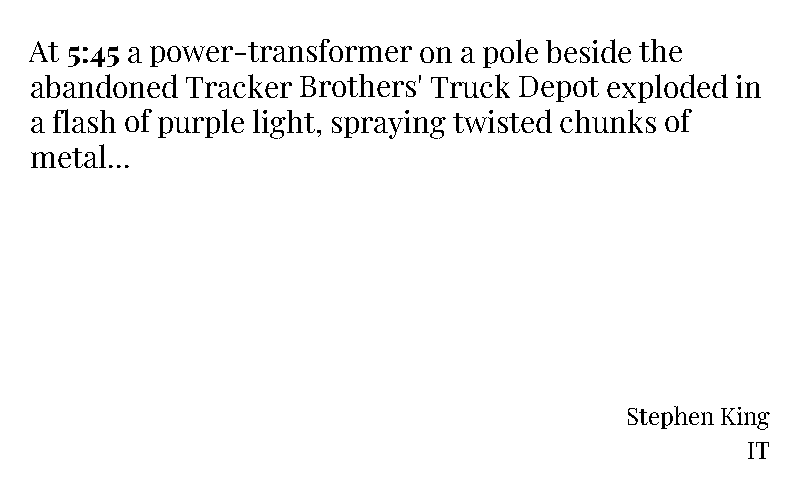 At 5:45 a power-transformer on a pole beside the
abandoned Tracker Brothers' Truck Depot exploded in
a flash of purple light, spraying twisted chunks of
metal...
Stephen King
IT